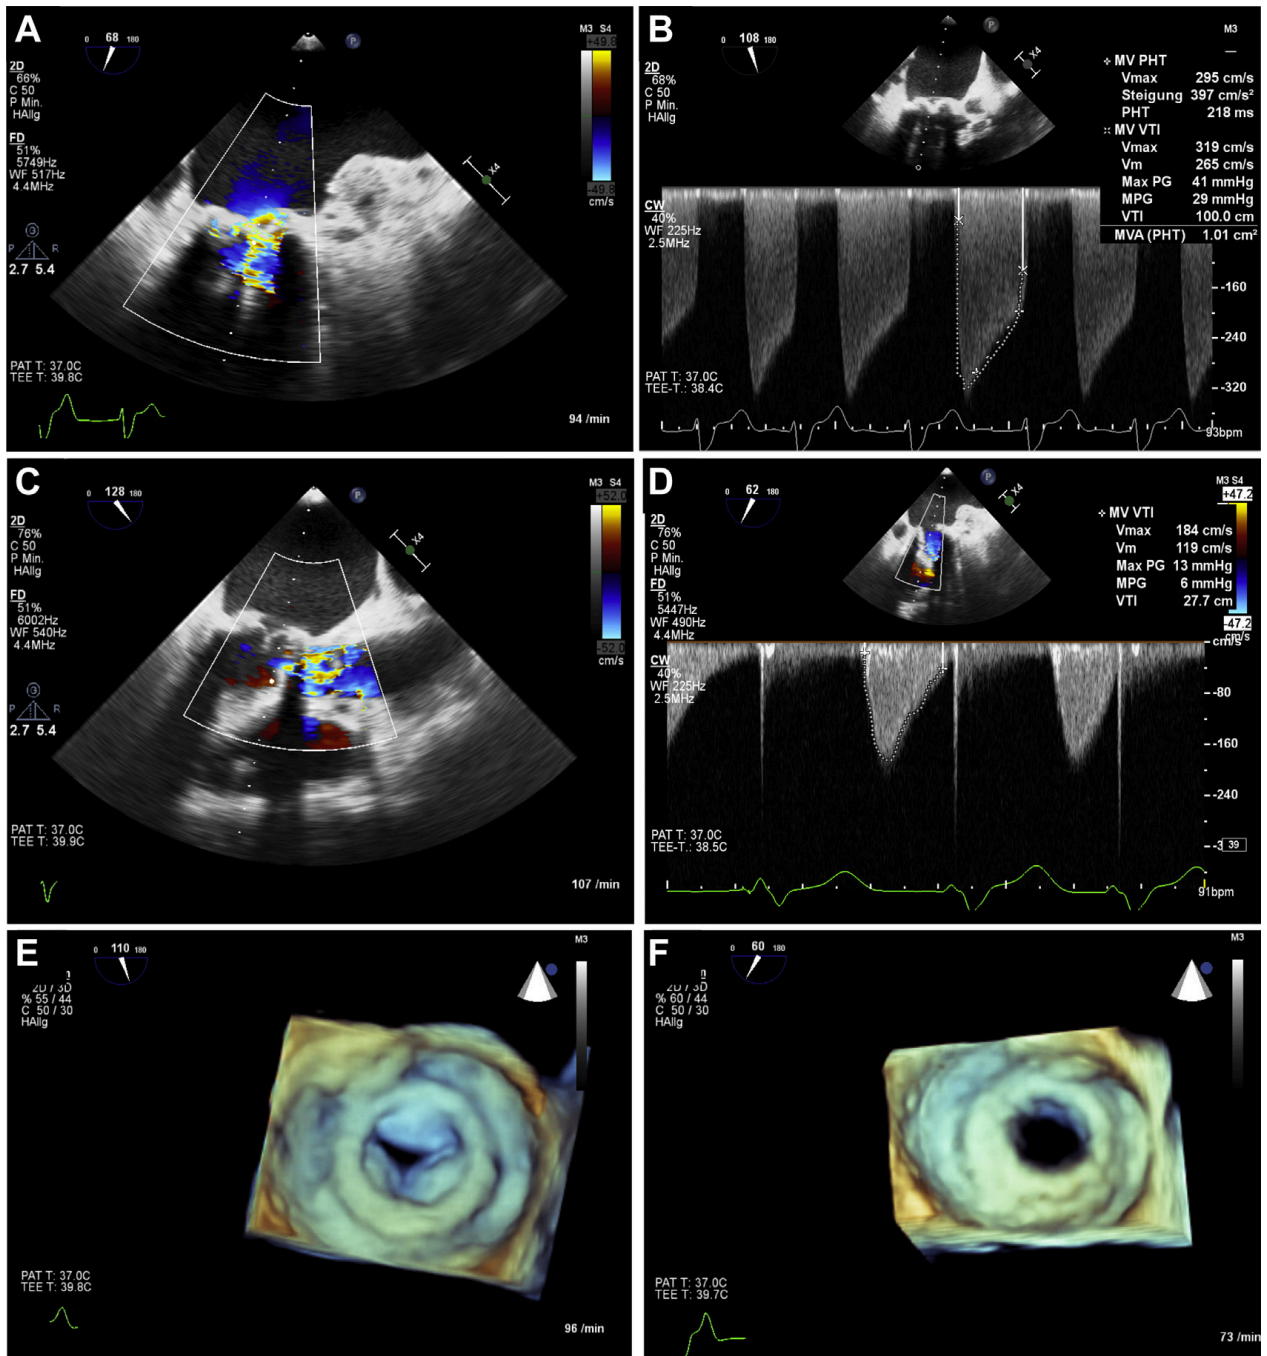 A
0 68 180
P
M3 S4
+49.8
2D
66%
C 50
P Min.
HAllg
FD
51%
5749Hz
WF 517Hz
4.4MHz
X4
-49.8
cm/s
G
P R
2.7 5.4
PAT T: 37.0C
TEE T: 39.8C
94 /min
B
0 108 180
P
M3
X4
2D
68%
C 50
P Min.
HAllg
MV PHT
Vmax 295 cm/s
Steigung 397 cm/s²
PHT 218 ms
MV VTI
Vmax 319 cm/s
Vm 265 cm/s
Max PG 41 mmHg
MPG 29 mmHg
VTI 100.0 cm
MVA (PHT) 1.01 cm²
CW
40%
WF 225Hz
2.5MHz
-160
-240
-320
PAT T: 37.0C
TEE-T.: 38.4C
93bpm
C
0 128 180
P
M3 S4
+52.0
2D
76%
C 50
P Min.
HAllg
FD
51%
6002Hz
WF 540Hz
4.4MHz
X4
-52.0
cm/s
G
P R
2.7 5.4
PAT T: 37.0C
TEE T: 39.9C
107 /min
D
0 62 180
P
M3 S4
+47.2
X4
2D
76%
C 50
P Min.
HAllg
FD
51%
5447Hz
WF 490Hz
4.4MHz
MV VTI
Vmax 184 cm/s
Vm 119 cm/s
Max PG 13 mmHg
MPG 6 mmHg
VTI 27.7 cm
-47.2
cm/s
cm/s
CW
40%
WF 225Hz
2.5MHz
-80
-160
-240
39
PAT T: 37.0C
TEE-T.: 38.5C
91bpm
E
0 110 180
M3
2D / 3D
% 55 / 44
C 50 / 30
HAllg
PAT T: 37.0C
TEE T: 39.8C
96 /min
F
0 60 180
M3
2D / 3D
% 60 / 44
C 50 / 30
HAllg
PAT T: 37.0C
TEE T: 39.7C
73 /min